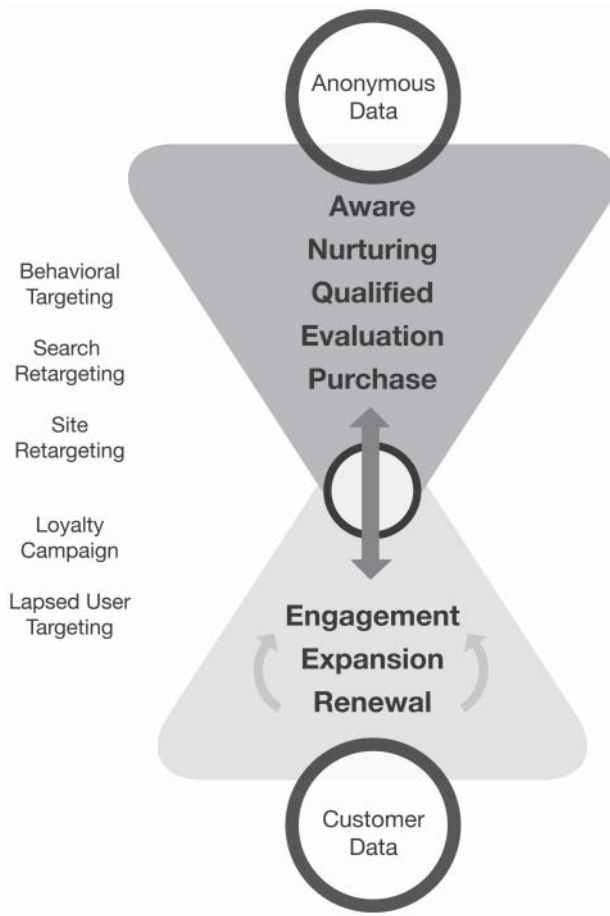 Anonymous
Data
Aware
Nurturing
Qualified
Evaluation
Purchase
Behavioral
Targeting
Search
Retargeting
Site
Retargeting
Loyalty
Campaign
Lapsed User
Targeting
Engagement
Expansion
Renewal
Customer
Data